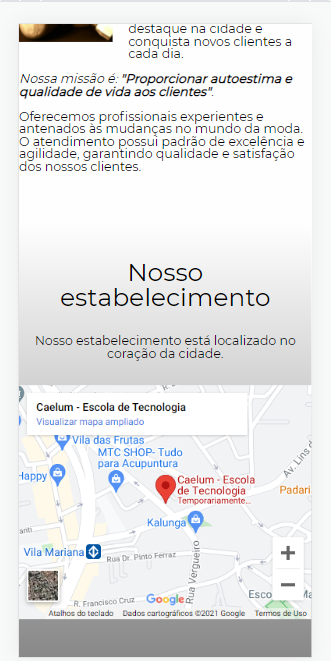 destaque na cidade e
conquista novos clientes a
cada dia.
Nossa missão é: "Proporcionar autoestima e
qualidade de vida aos clientes".
Oferecemos profissionais experientes e
antenados às mudanças no mundo da moda.
O atendimento possui padrão de excelência e
agilidade, garantindo qualidade e satisfação
dos nossos clientes.
Nosso
estabelecimento
Nosso estabelecimento está localizado no
coração da cidade.
Caelum - Escola de Tecnologia
Visualizar mapa ampliado
Vila das Frutas
MTC SHOP- Tudo
para Acupuntura
Happy
Av. Lins de
Caelum - Escola
de Tecnologia
Temporariamente...
Padari
Kalunga
Vila Mariana
Rua Dr. Pinto Ferraz
Rua Vergueiro
R. Francisco Cruz
Google
Museu
Atalhos do teclado
Dados cartográficos ©2021 Google
Termos de Uso